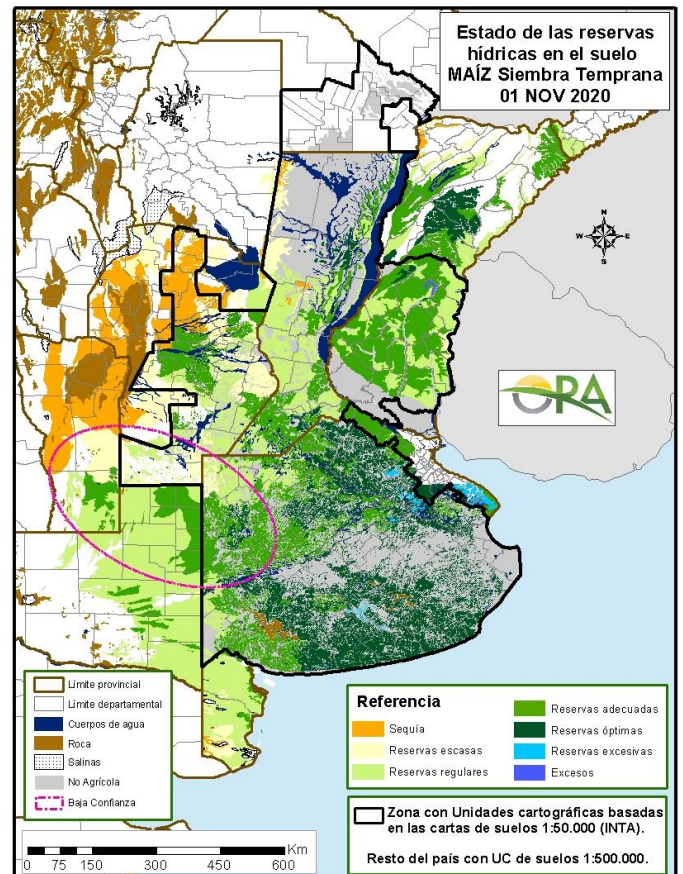 Estado de las reservas
hídricas en el suelo
MAÍZ Siembra Temprana
01 NOV 2020
N
W E
S
ORA
Límite provincial
Límite departamental
Cuerpos de agua
Roca
Salinas
No Agrícola
Baja Confianza
Referencia
Sequía
Reservas escasas
Reservas regulares
Reservas adecuadas
Reservas óptimas
Reservas excesivas
Excesos
Zona con Unidades cartográficas basadas
en las cartas de suelos 1:50.000 (INTA).
Resto del país con UC de suelos 1:500.000.
Km
0 75 150 300 450 600